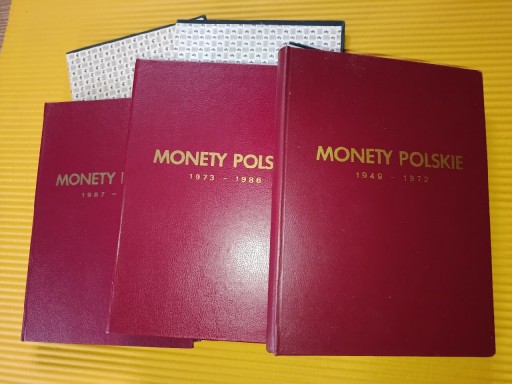 MONETY P
1987 -
MONETY POLS
1973 - 1986
MONETY POLSKIE
1949 - 1972